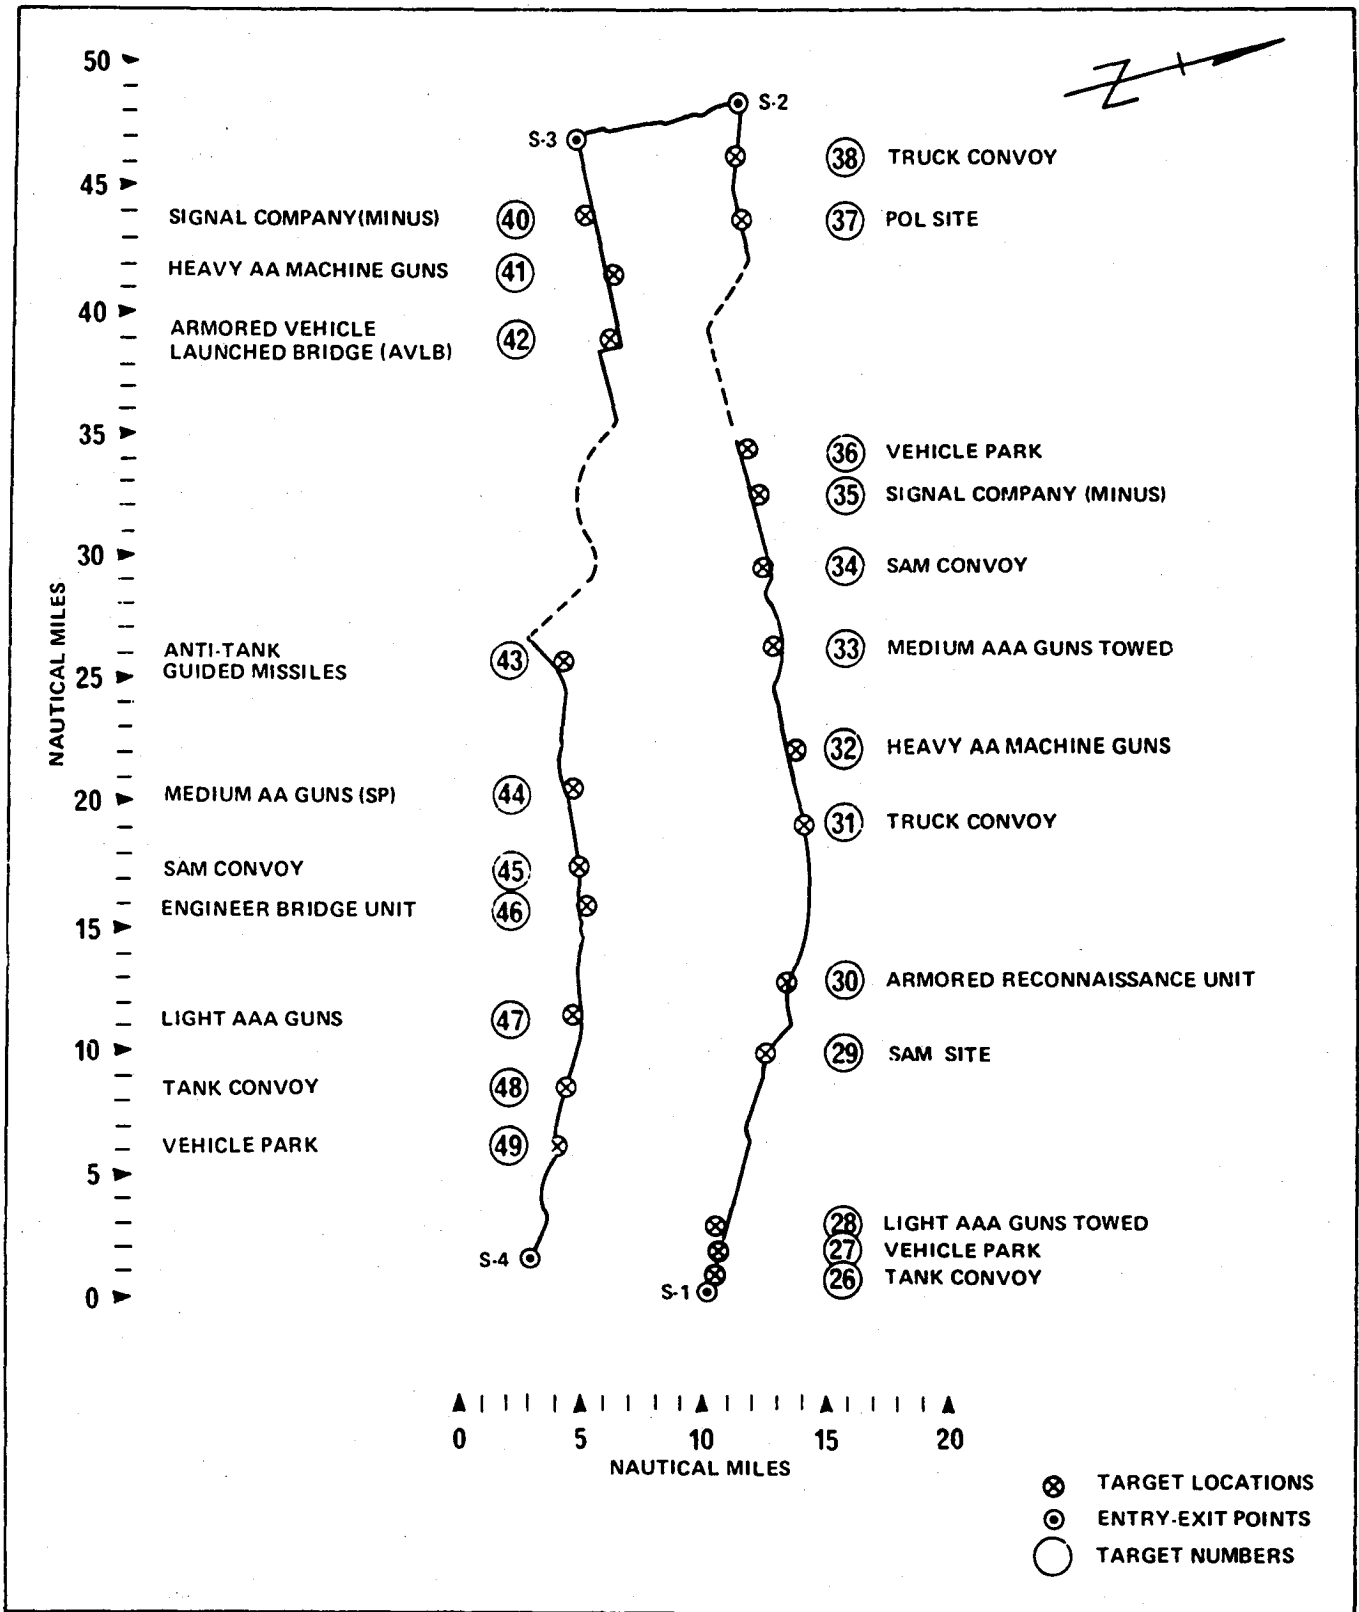 50
45
40
35
30
25
20
15
10
5
0
NAUTICAL MILES
N
S-3
S-2
SIGNAL COMPANY(MINUS) 40
HEAVY AA MACHINE GUNS 41
ARMORED VEHICLE
LAUNCHED BRIDGE (AVLB) 42
ANTI-TANK
GUIDED MISSILES 43
MEDIUM AA GUNS (SP) 44
SAM CONVOY 45
ENGINEER BRIDGE UNIT 46
LIGHT AAA GUNS 47
TANK CONVOY 48
VEHICLE PARK 49
S-4
S-1
38 TRUCK CONVOY
37 POL SITE
36 VEHICLE PARK
35 SIGNAL COMPANY (MINUS)
34 SAM CONVOY
33 MEDIUM AAA GUNS TOWED
32 HEAVY AA MACHINE GUNS
31 TRUCK CONVOY
30 ARMORED RECONNAISSANCE UNIT
29 SAM SITE
28 LIGHT AAA GUNS TOWED
27 VEHICLE PARK
26 TANK CONVOY
0 5 10 15 20
NAUTICAL MILES
TARGET LOCATIONS
ENTRY-EXIT POINTS
TARGET NUMBERS